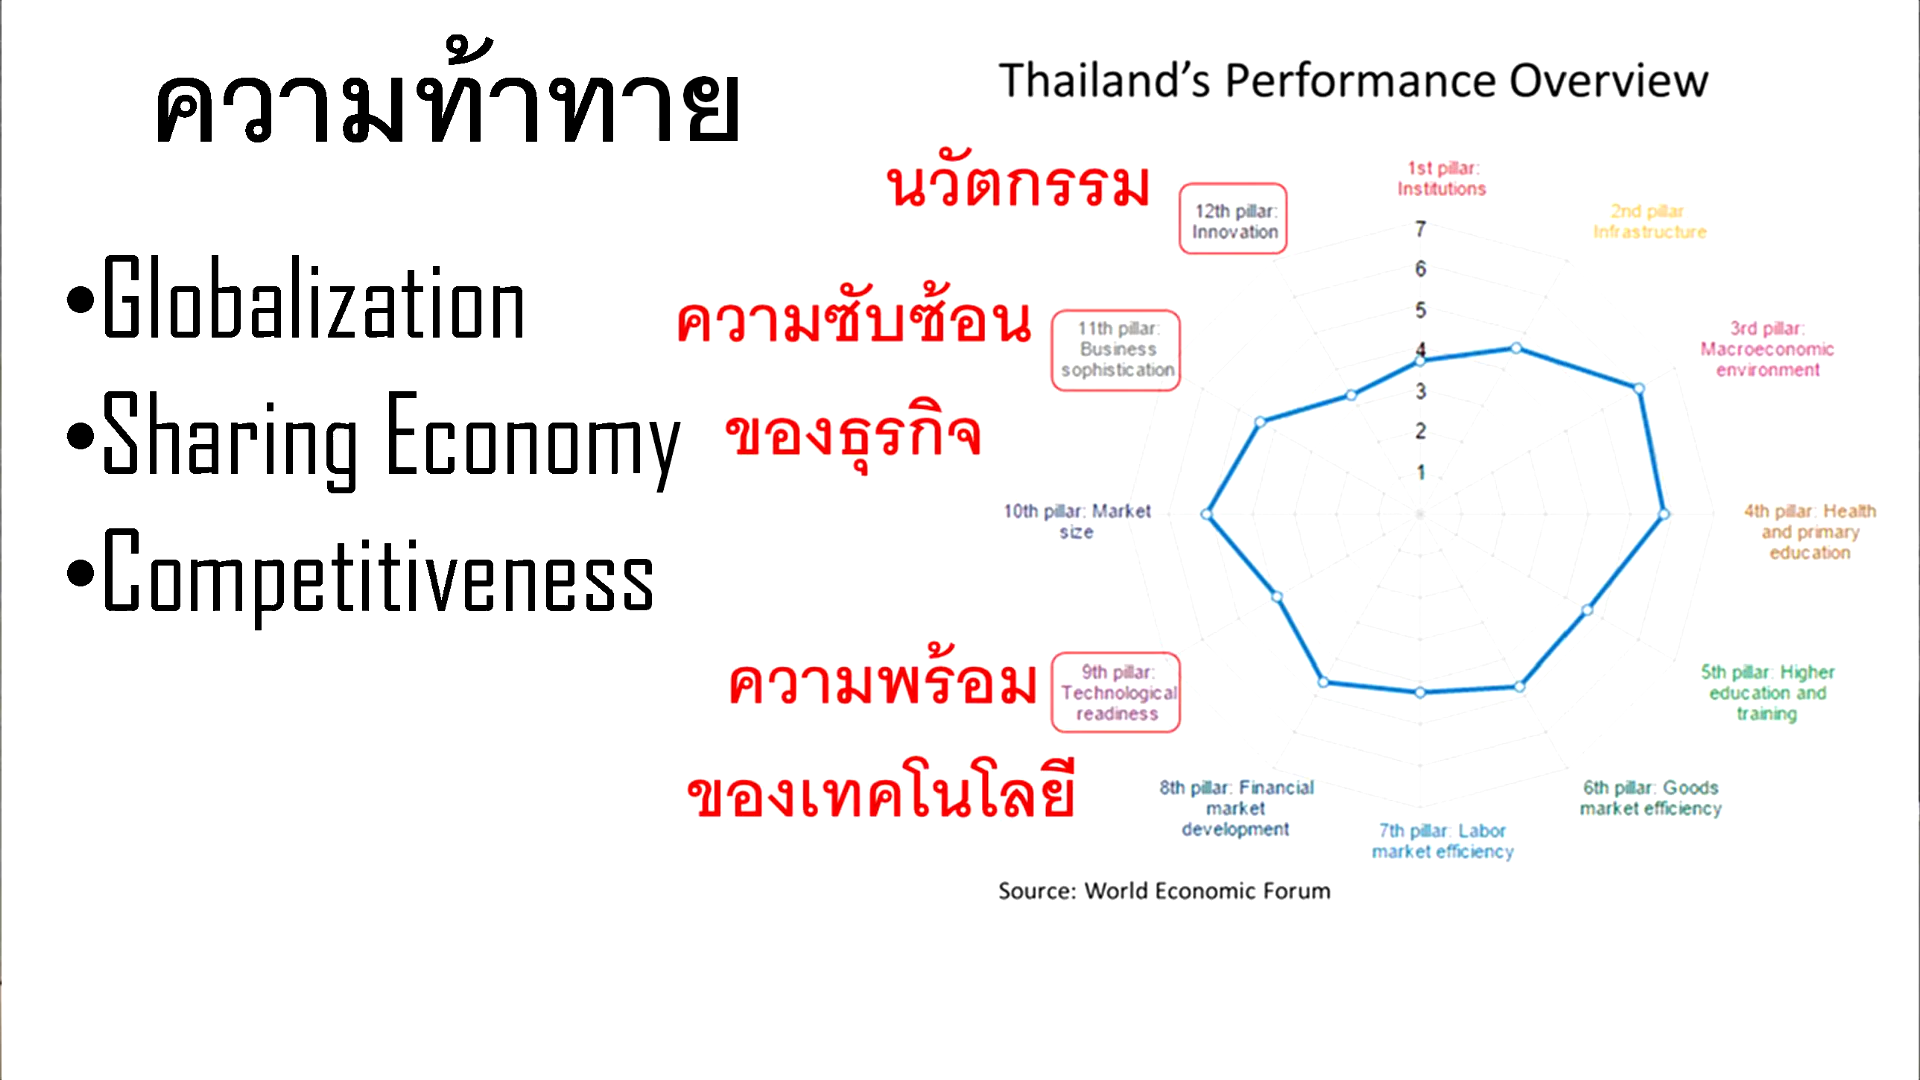 ความท้าทาย
•Globalization
•Sharing Economy
•Competitiveness
Thailand’s Performance Overview
นวัตกรรม
ความซับซ้อน
ของธุรกิจ
ความพร้อม
ของเทคโนโลยี
1st pillar:
Institutions
2nd pillar
Infrastructure
3rd pillar:
Macroeconomic
environment
4th pillar: Health
and primary
education
5th pillar: Higher
education and
training
6th pillar: Goods
market efficiency
7th pillar: Labor
market efficiency
8th pillar: Financial
market
development
9th pillar:
Technological
readiness
10th pillar: Market
size
11th pillar:
Business
sophistication
12th pillar:
Innovation
7
6
5
4
3
2
1
Source: World Economic Forum